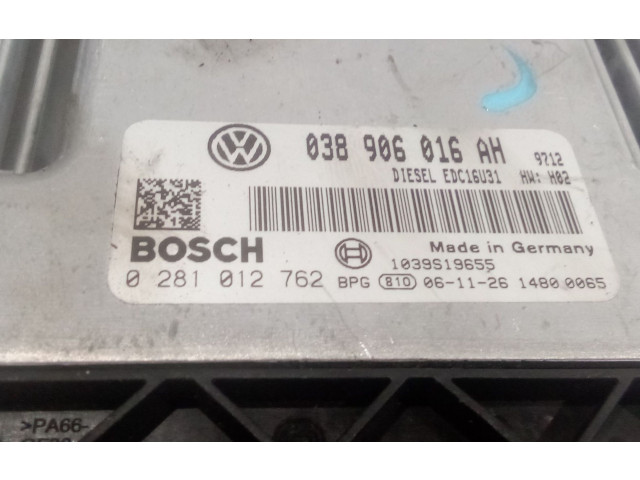 038 906 016 AH 9712
DIESEL EDC16U31 HW: H02
Made in Germany
BOSCH
1039S19655
0 281 012 762 BPG 810 06-11-26 1480 0065
>PA66-